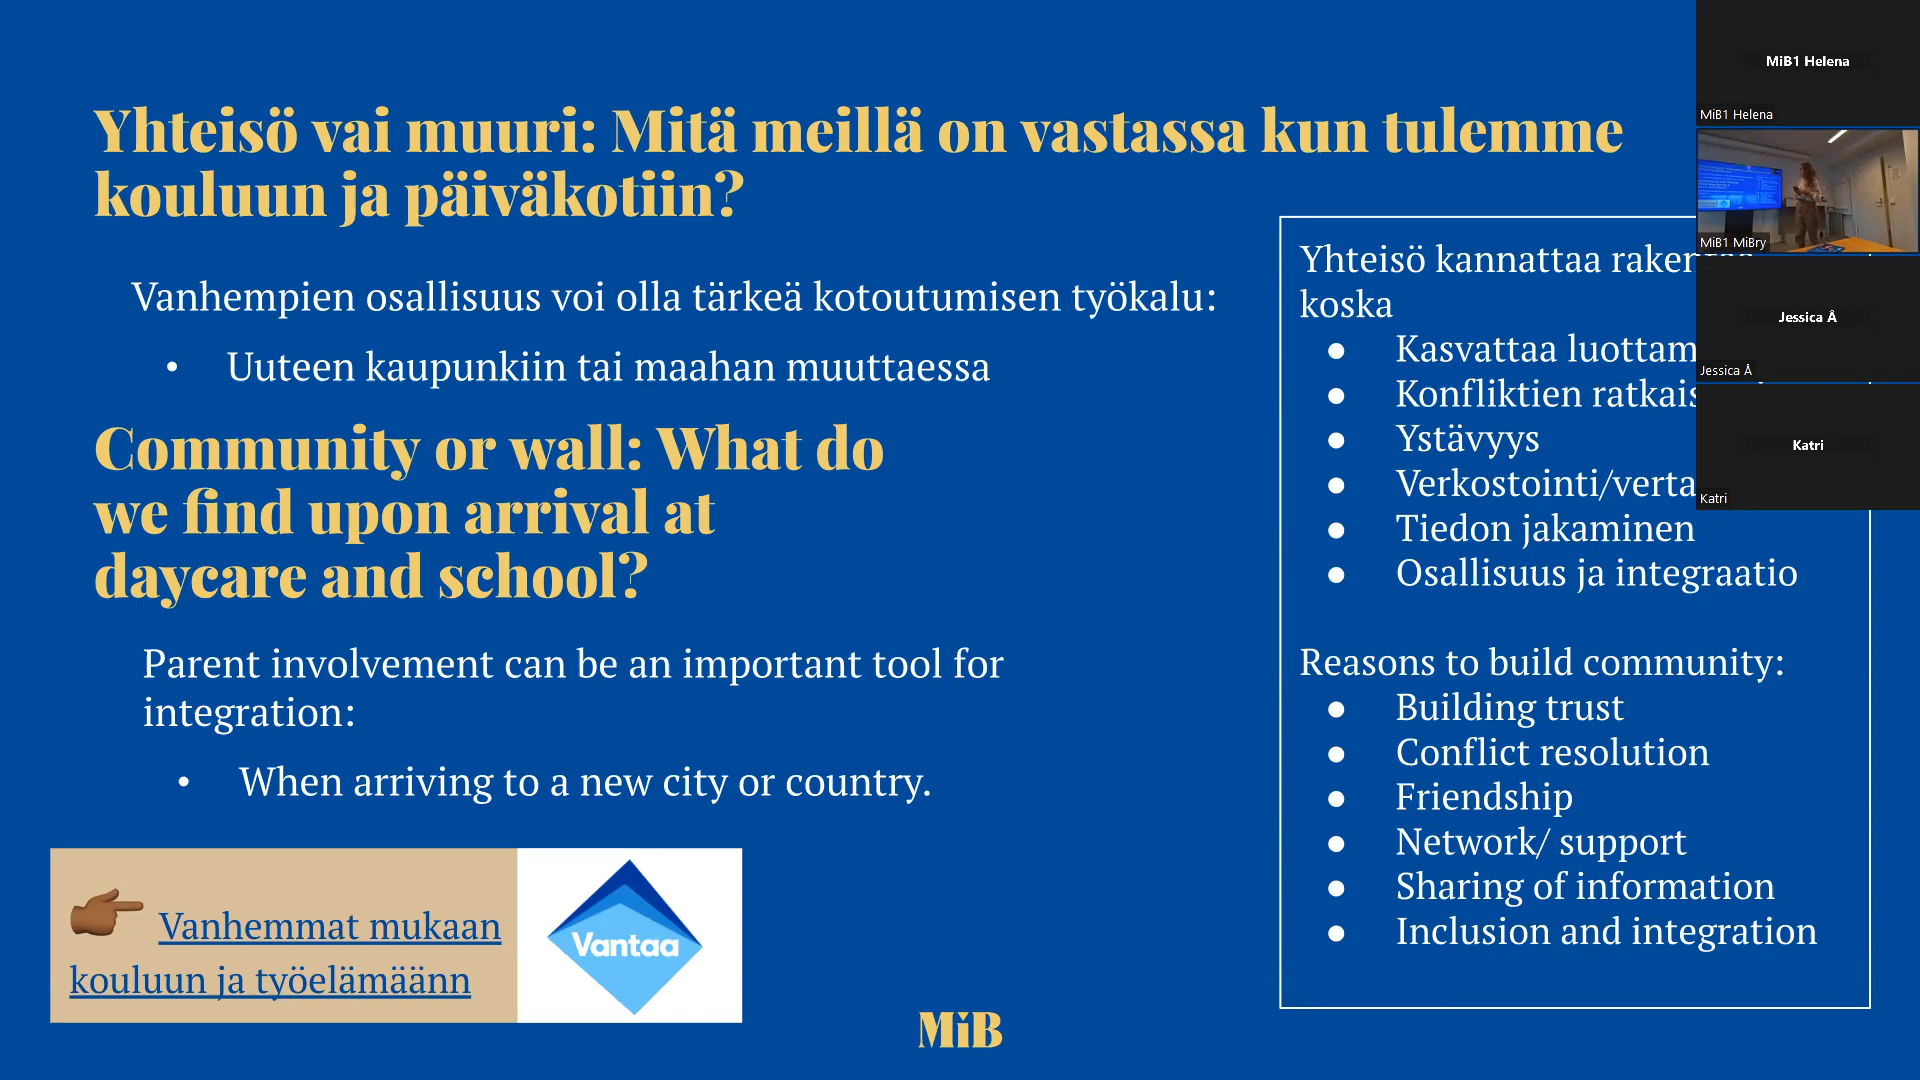 Yhteisö vai muuri: Mitä meillä on vastassa kun tulemme
kouluun ja päiväkotiin?
Vanhempien osallisuus voi olla tärkeä kotoutumisen työkalu:
• Uuteen kaupunkiin tai maahan muuttaessa
Community or wall: What do
we find upon arrival at
daycare and school?
Parent involvement can be an important tool for
integration:
• When arriving to a new city or country.
Vanhemmat mukaan
kouluun ja työelämäänn
Vantaa
MiB
Yhteisö kannattaa
koska
● Kasvattaa
● Konfliktien
● Ystävyys
● Verkostointi/
● Tiedon jakaminen
● Osallisuus ja integraatio
Reasons to build community:
● Building trust
● Conflict resolution
● Friendship
● Network/ support
● Sharing of information
● Inclusion and integration
MiB1 Helena
MiB1 Helena
MiB1 MiBry
Jessica Å
Jessica Å
Katri
Katri